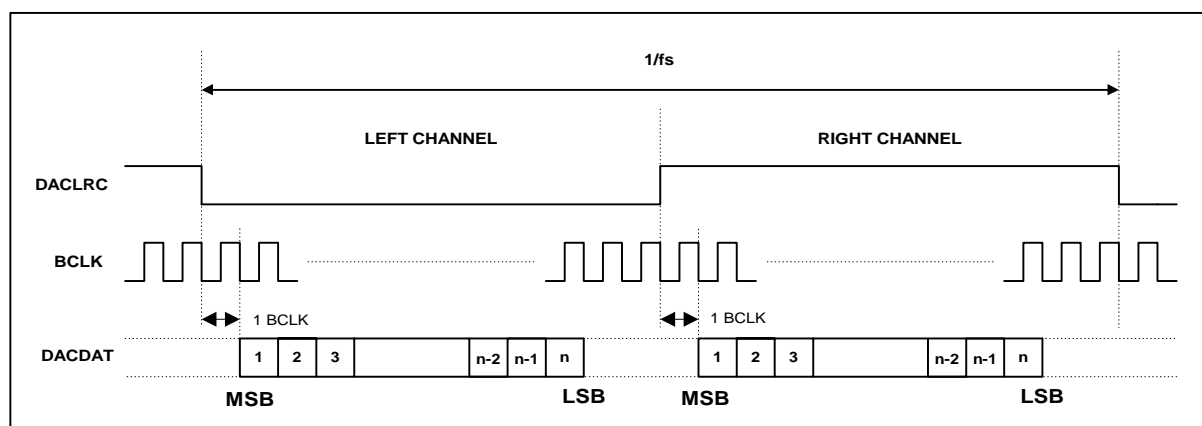 1/fs
LEFT CHANNEL RIGHT CHANNEL
DACLRC
BCLK
1 BCLK 1 BCLK
DACDAT 1 2 3 n-2 n-1 n 1 2 3 n-2 n-1 n
MSB LSB MSB LSB